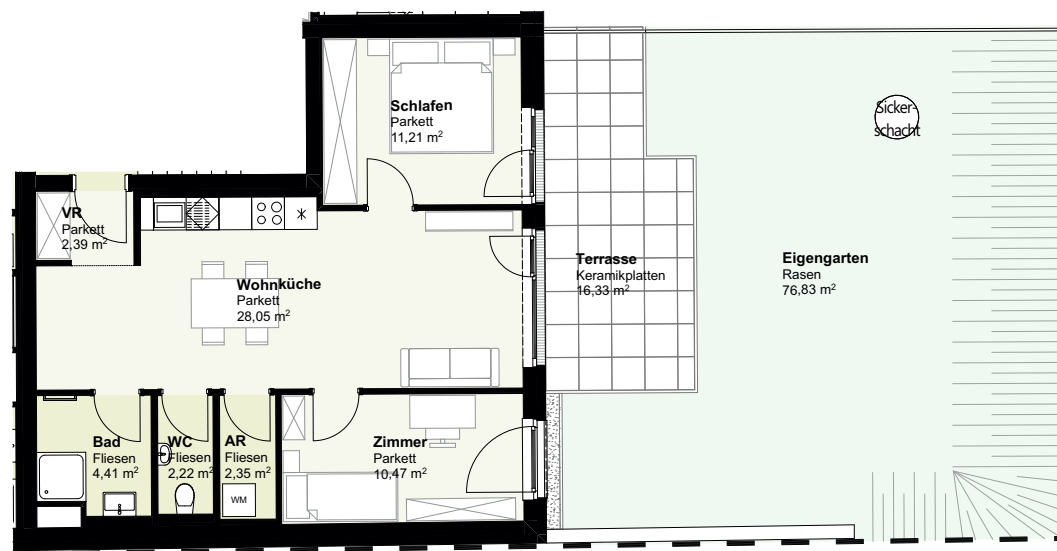 Schlafen
Parkett
11,21 m²
Sicker-
schacht
VR
Parkett
2,39 m²
Wohnküche
Parkett
28,05 m²
Terrasse
Keramikplatten
16,33 m²
Eigengarten
Rasen
76,83 m²
Bad
Fliesen
4,41 m²
WC
Fliesen
2,22 m²
AR
Fliesen
2,35 m²
WM
Zimmer
Parkett
10,47 m²